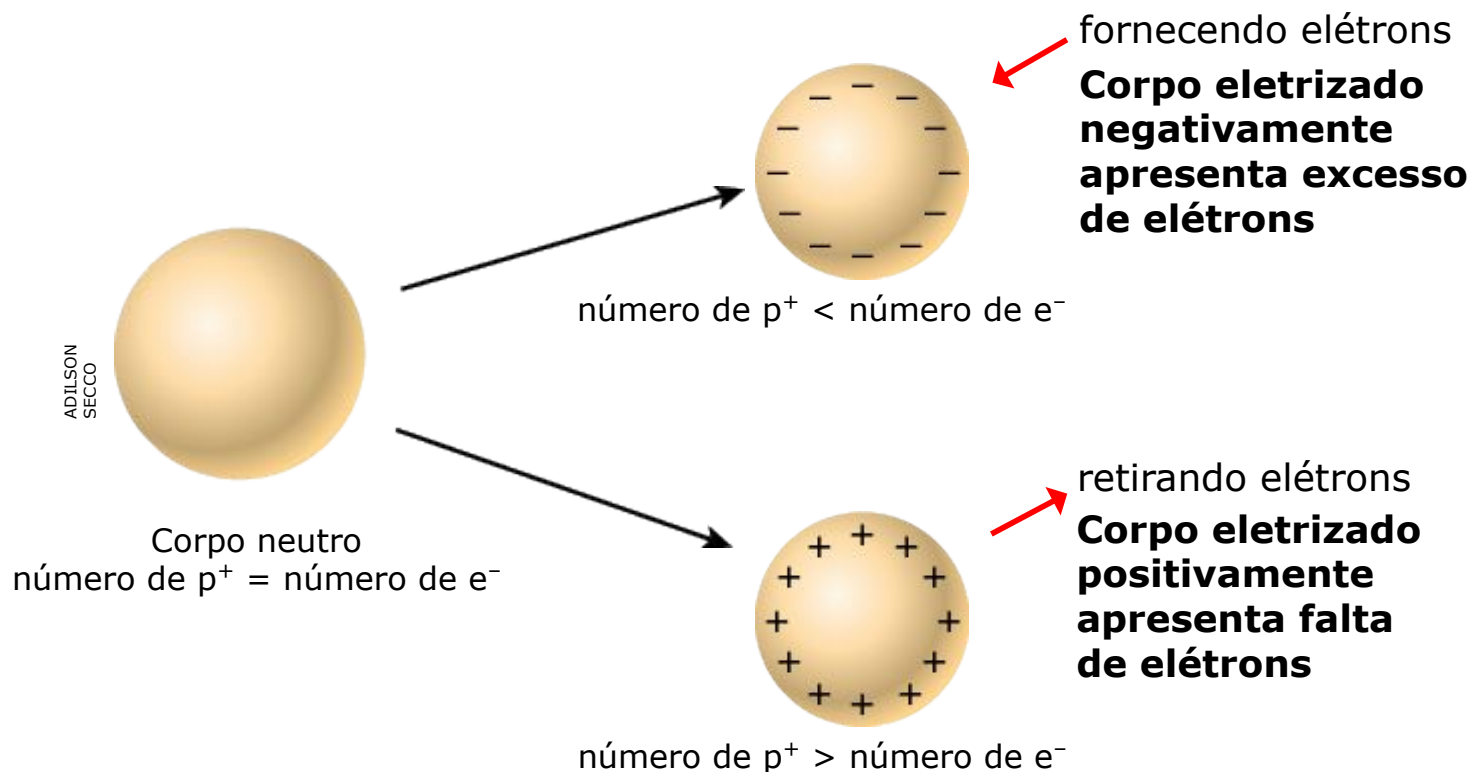 fornecendo elétrons
Corpo eletrizado
negativamente
apresenta excesso
de elétrons
número de p⁺ < número de e⁻
ADILSON
SECCO
Corpo neutro
número de p⁺ = número de e⁻
retirando elétrons
Corpo eletrizado
positivamente
apresenta falta
de elétrons
número de p⁺ > número de e⁻